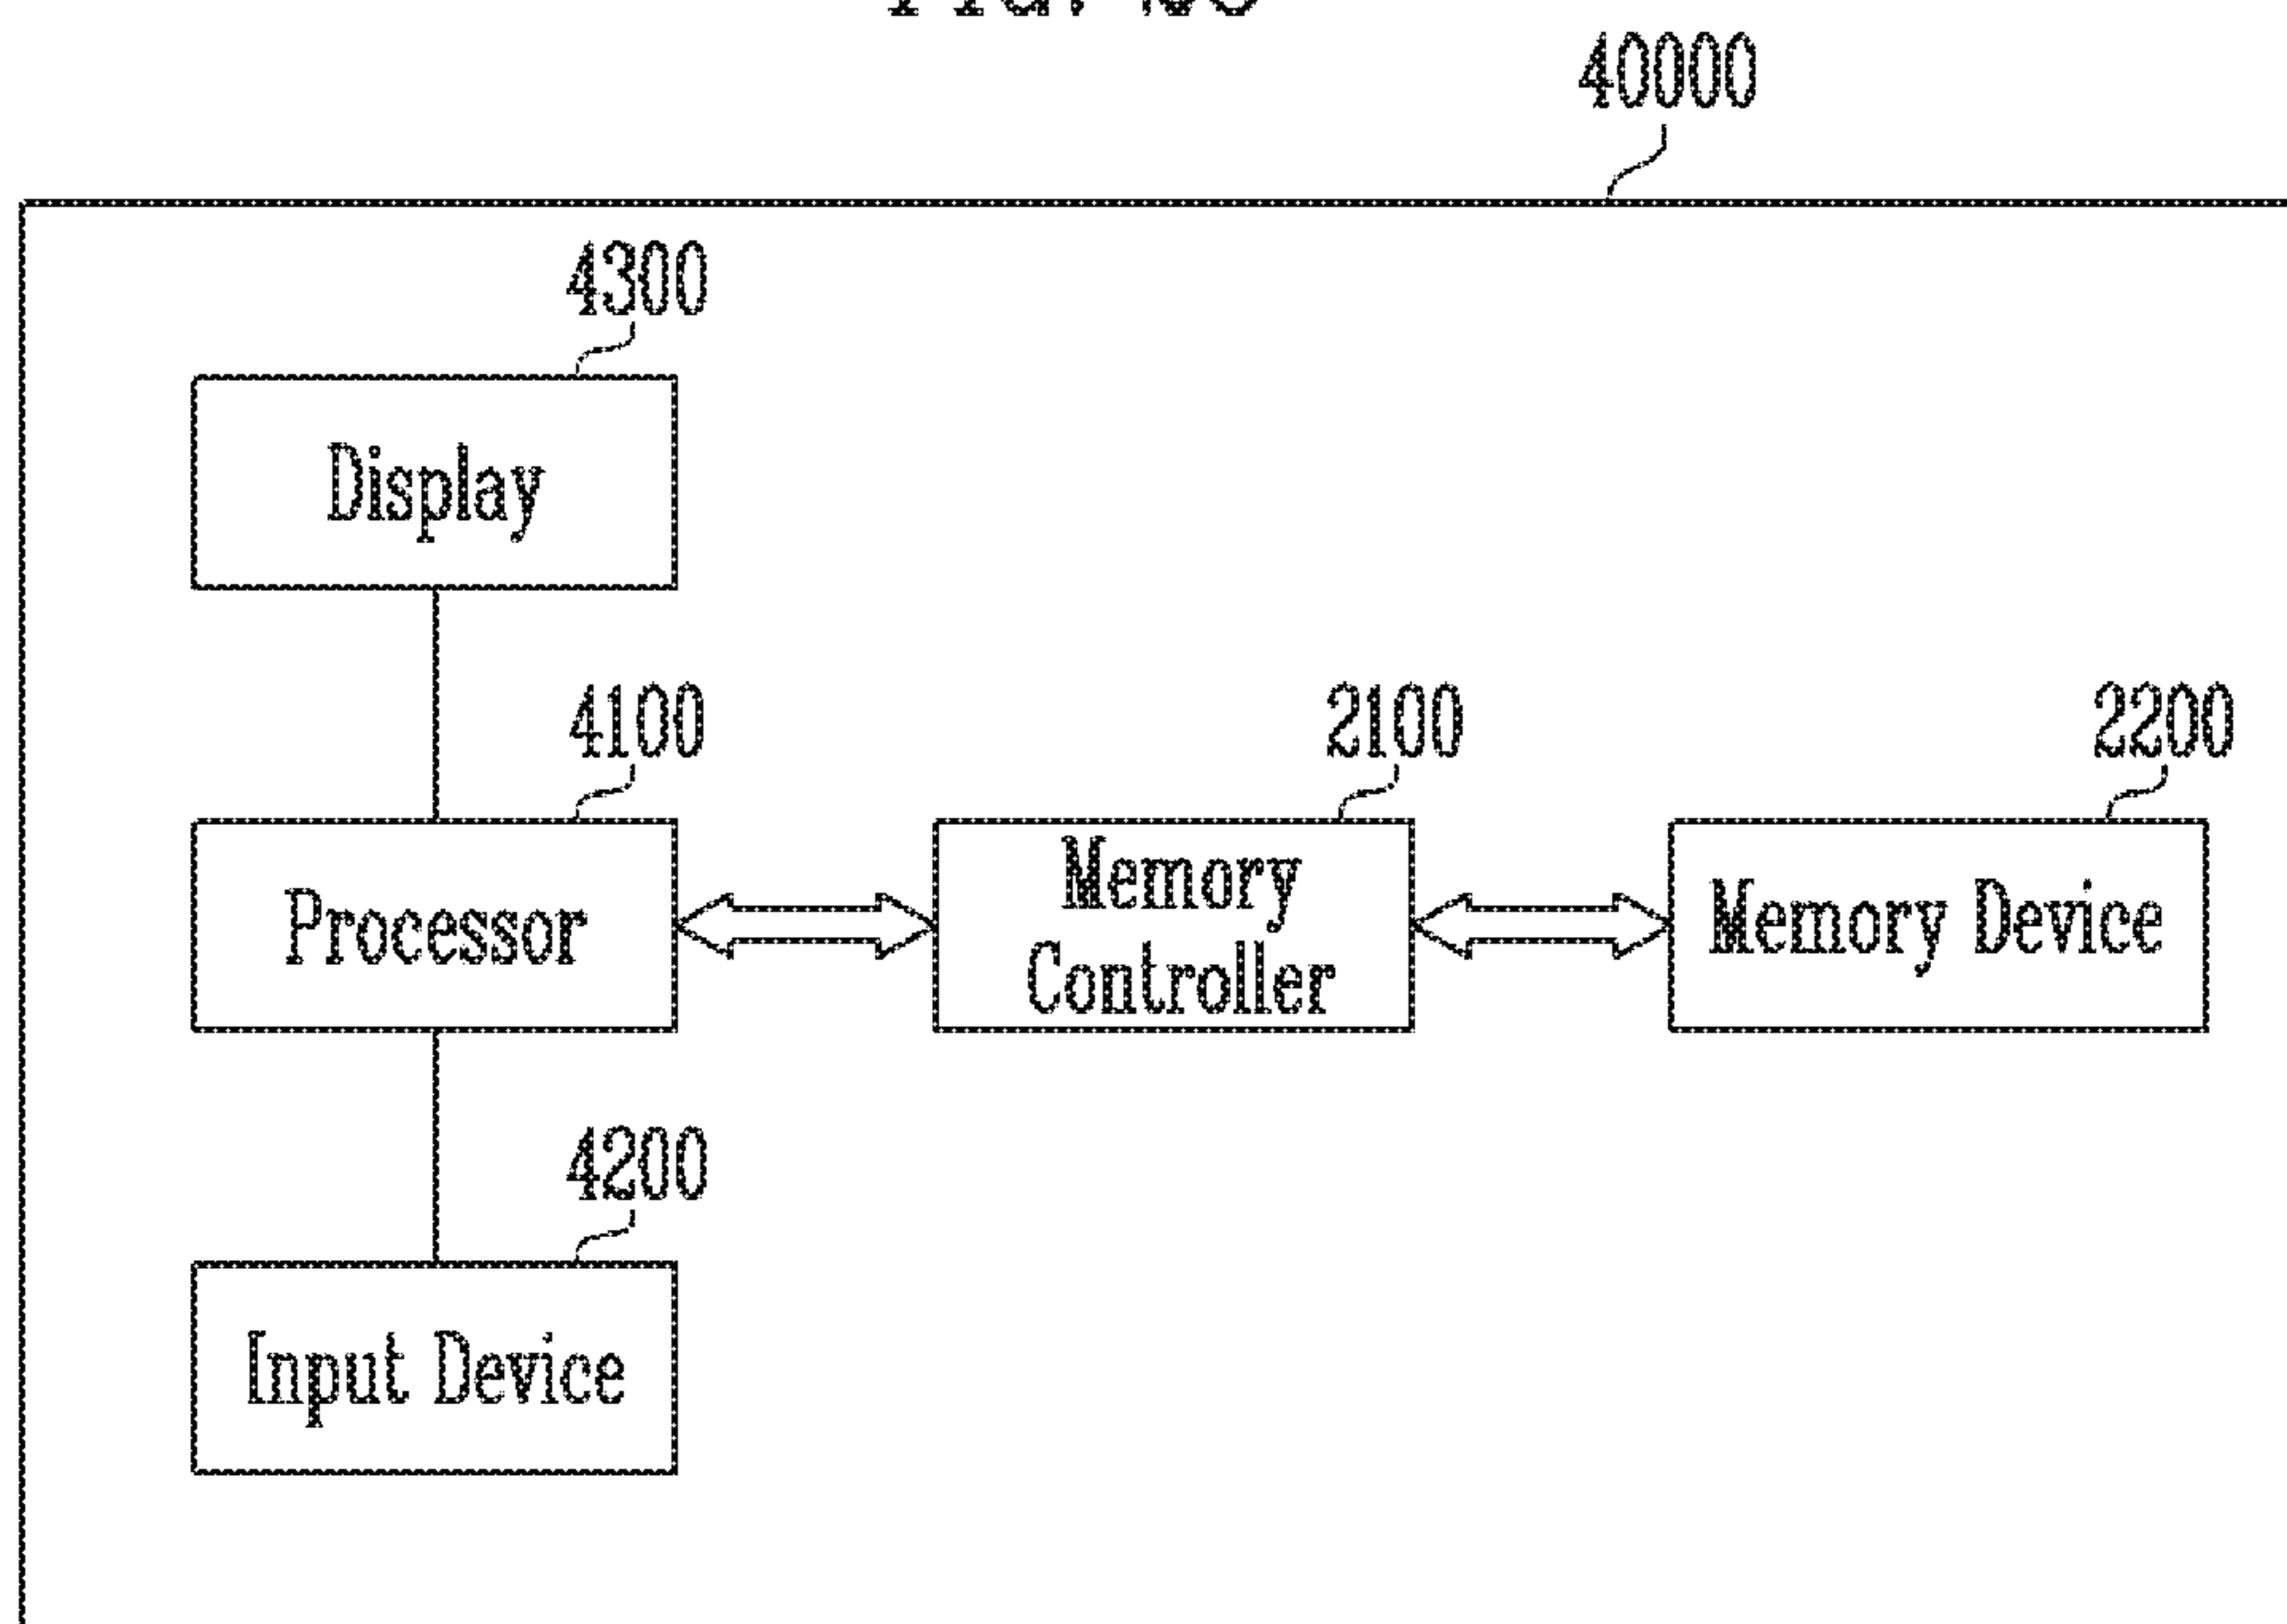 40000
4300
Display
4100
2100
2200
Processor
Memory
Controller
Memory Device
4200
Input Device